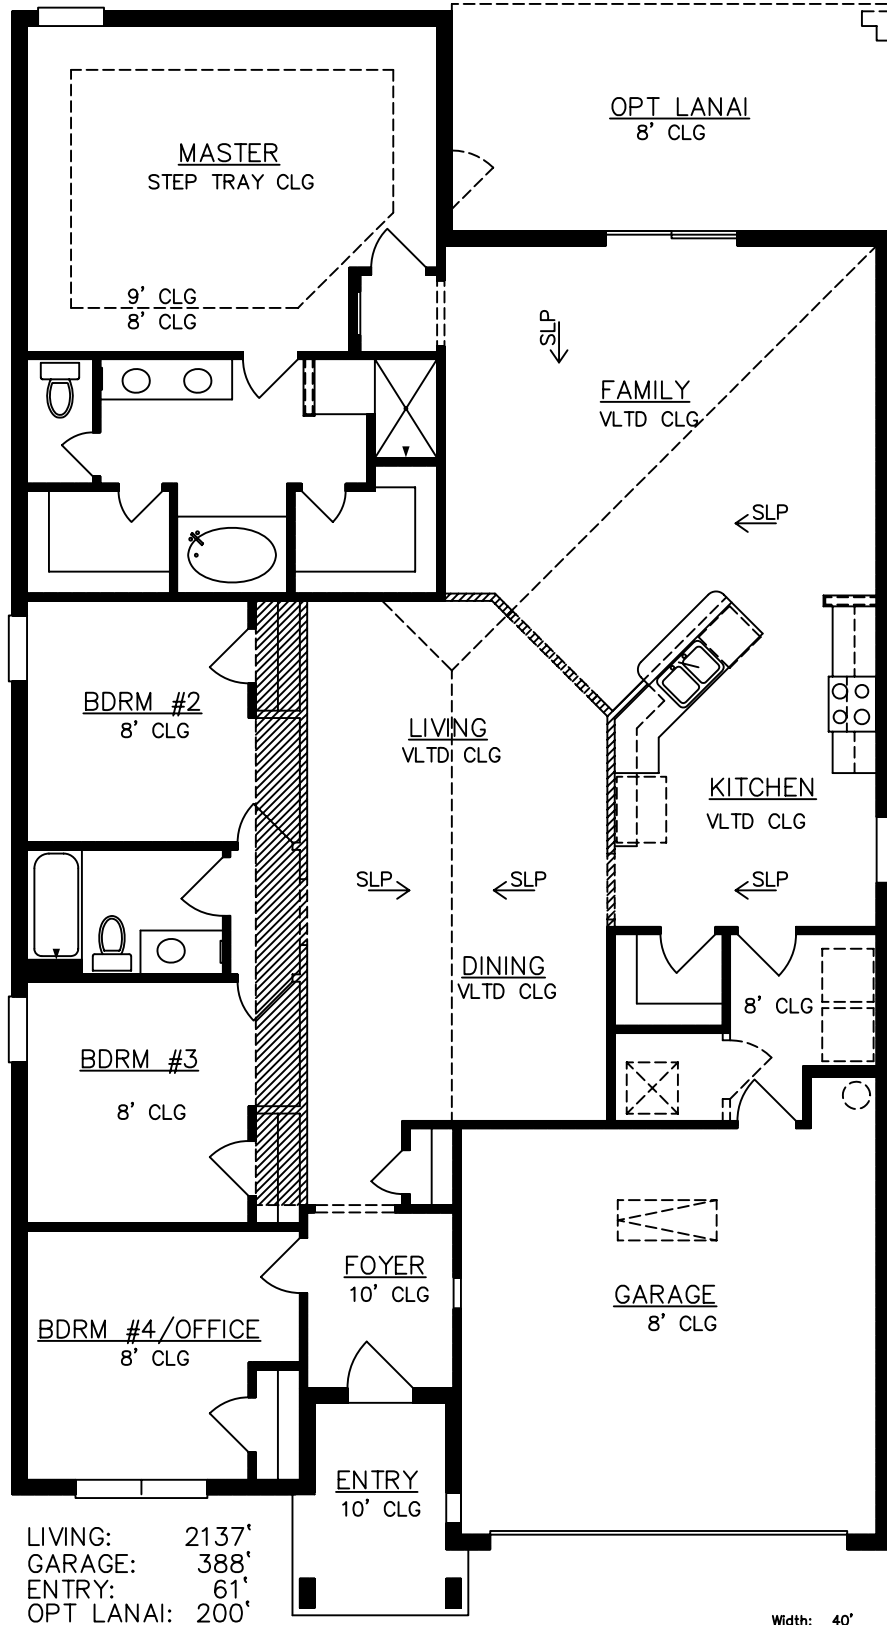 OPT LANAI
8' CLG
MASTER
STEP TRAY CLG
9' CLG
8' CLG
SLP
FAMILY
VLTD CLG
SLP
BDRM #2
8' CLG
LIVING
VLTD CLG
KITCHEN
VLTD CLG
SLP
SLP
SLP
DINING
VLTD CLG
8' CLG
BDRM #3
8' CLG
FOYER
10' CLG
GARAGE
8' CLG
BDRM #4/OFFICE
8' CLG
ENTRY
10' CLG
LIVING: 2137'
GARAGE: 388'
ENTRY: 61'
OPT LANAI: 200'
Width: 40'